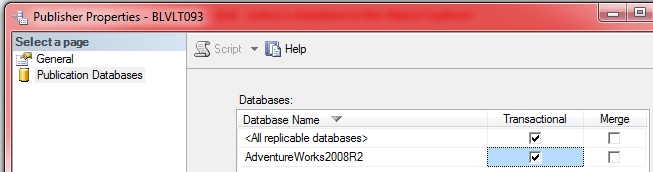 Publisher Properties - BLVLT093
Select a page
General
Publication Databases
Script
Help
Databases:
Database Name
Transactional
Merge
<All replicable databases>
AdventureWorks2008R2